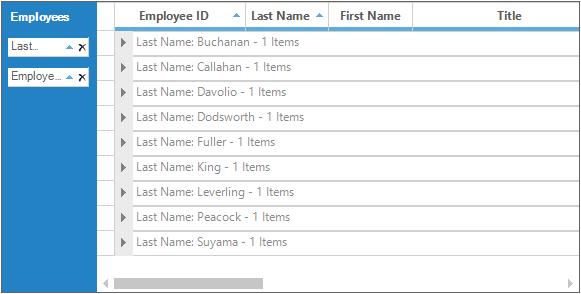 Employees
Last...
Employe...
Employee ID Last Name First Name Title
Last Name: Buchanan - 1 Items
Last Name: Callahan - 1 Items
Last Name: Davolio - 1 Items
Last Name: Dodsworth - 1 Items
Last Name: Fuller - 1 Items
Last Name: King - 1 Items
Last Name: Leverling - 1 Items
Last Name: Peacock - 1 Items
Last Name: Suyama - 1 Items